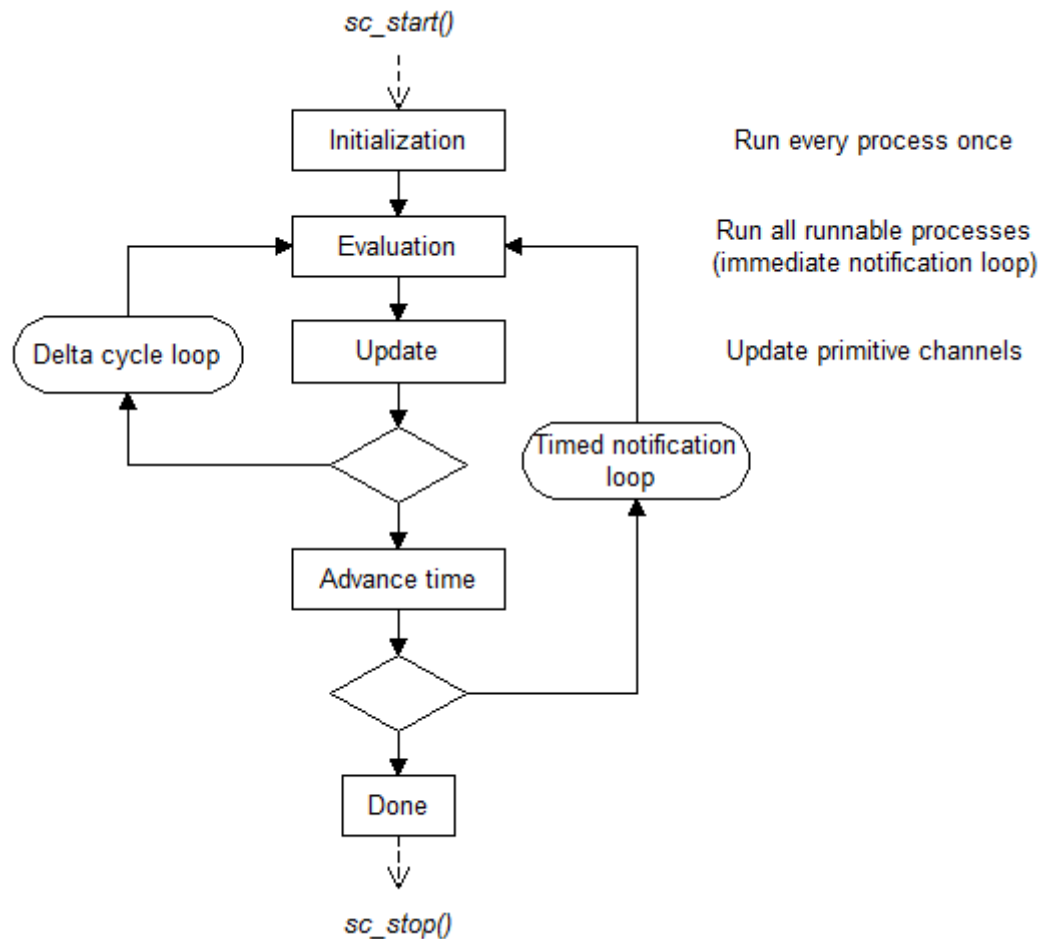 sc_start()
Initialization
Run every process once
Evaluation
Run all runnable processes
(immediate notification loop)
Delta cycle loop
Update
Update primitive channels
Timed notification
loop
Advance time
Done
sc_stop()